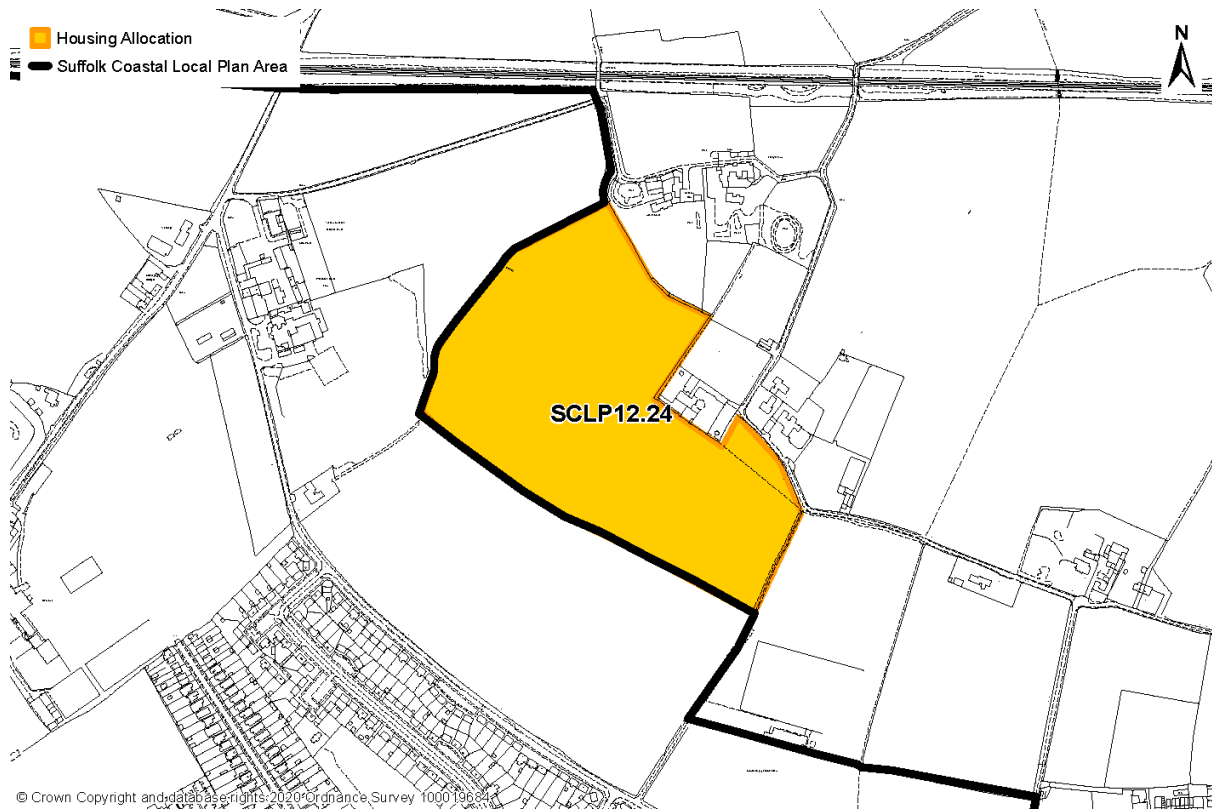 Housing Allocation
Suffolk Coastal Local Plan Area
N
SCLP12.24
© Crown Copyright and database rights 2020 Ordnance Survey 100019684